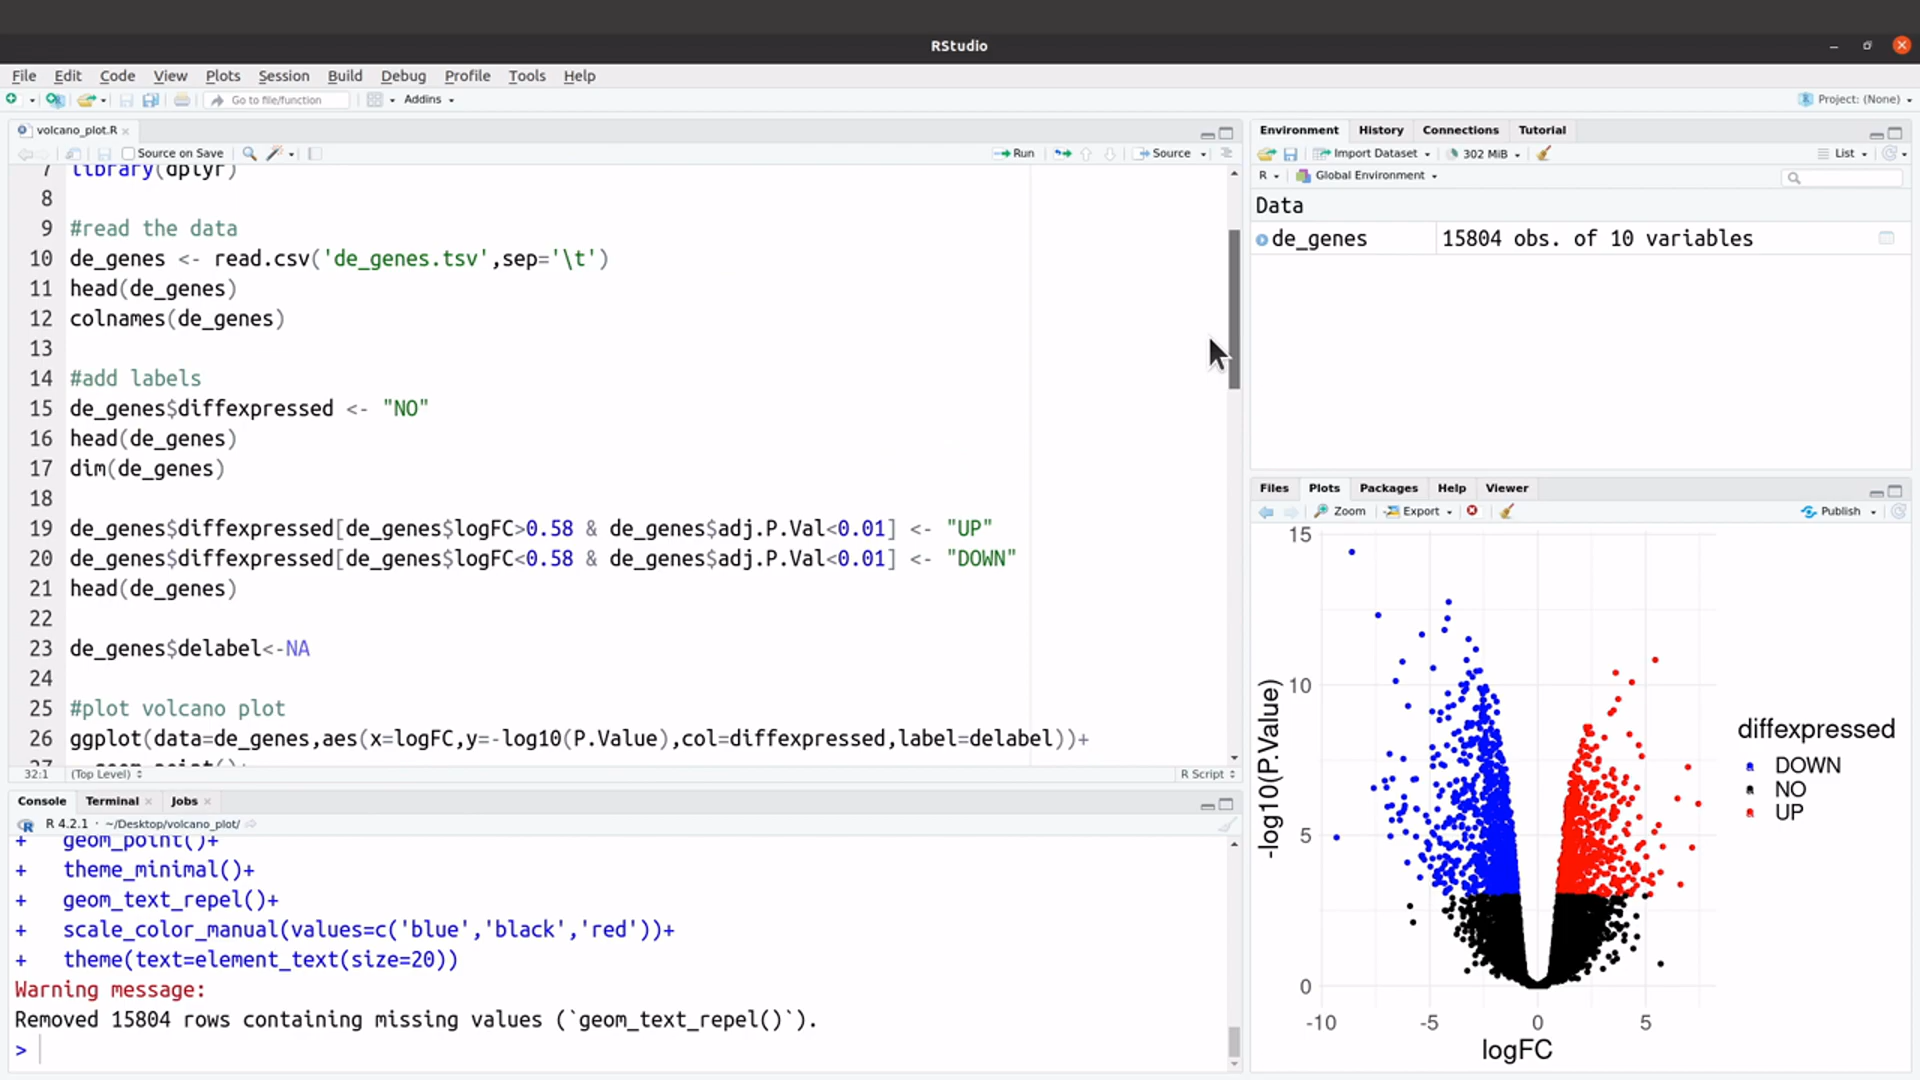 RStudio
File Edit Code View Plots Session Build Debug Profile Tools Help
Go to file/function Addins Project: (None)
volcano_plot.R
Source on Save Run Source
7 library(dplyr)
8
9 #read the data
10 de_genes <- read.csv('de_genes.tsv',sep='\t')
11 head(de_genes)
12 colnames(de_genes)
13
14 #add labels
15 de_genes$diffexpressed <- "NO"
16 head(de_genes)
17 dim(de_genes)
18
19 de_genes$diffexpressed[de_genes$logFC>0.58 & de_genes$adj.P.Val<0.01] <- "UP"
20 de_genes$diffexpressed[de_genes$logFC<0.58 & de_genes$adj.P.Val<0.01] <- "DOWN"
21 head(de_genes)
22
23 de_genes$delabel<-NA
24
25 #plot volcano plot
26 ggplot(data=de_genes,aes(x=logFC,y=-log10(P.Value),col=diffexpressed,label=delabel))+
32:1 (Top Level) R Script
Console Terminal Jobs
R 4.2.1 · ~/Desktop/volcano_plot/
+ geom_point()+
+ theme_minimal()+
+ geom_text_repel()+
+ scale_color_manual(values=c('blue','black','red'))+
+ theme(text=element_text(size=20))
Warning message:
Removed 15804 rows containing missing values (`geom_text_repel()`).
>
Environment History Connections Tutorial
Import Dataset 302 MiB List
R Global Environment
Data
de_genes 15804 obs. of 10 variables
Files Plots Packages Help Viewer
Zoom Export Publish
15
10
5
0
-log10(P.Value)
-10 -5 0 5
logFC
diffexpressed
DOWN
NO
UP